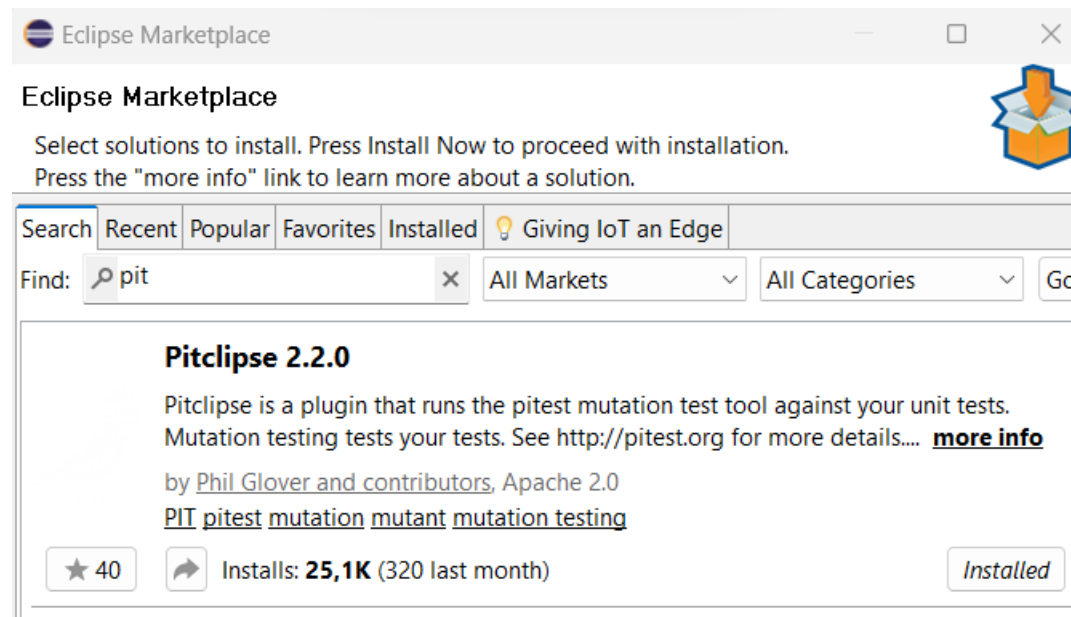 Eclipse Marketplace
Eclipse Marketplace
Select solutions to install. Press Install Now to proceed with installation.
Press the "more info" link to learn more about a solution.
Search Recent Popular Favorites Installed Giving IoT an Edge
Find: pit All Markets All Categories
Pitclipse 2.2.0
Pitclipse is a plugin that runs the pitest mutation test tool against your unit tests.
Mutation testing tests your tests. See http://pitest.org for more details.... more info
by Phil Glover and contributors, Apache 2.0
PIT pitest mutation mutant mutation testing
40 Installs: 25,1K (320 last month) Installed